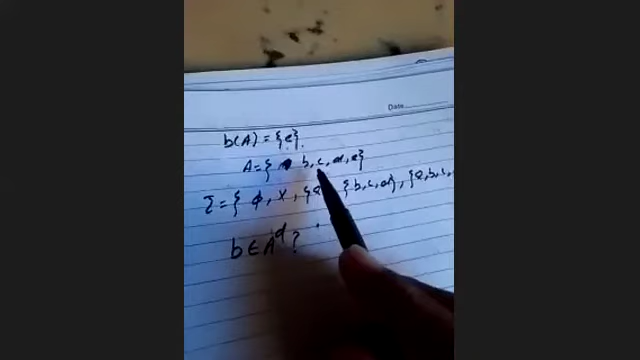 Date
b(A) = {e}.
A = { b, c, d, e}
τ = { φ, X, {a {b, c, d}, {a, b, c,
b ∈ A^d ?